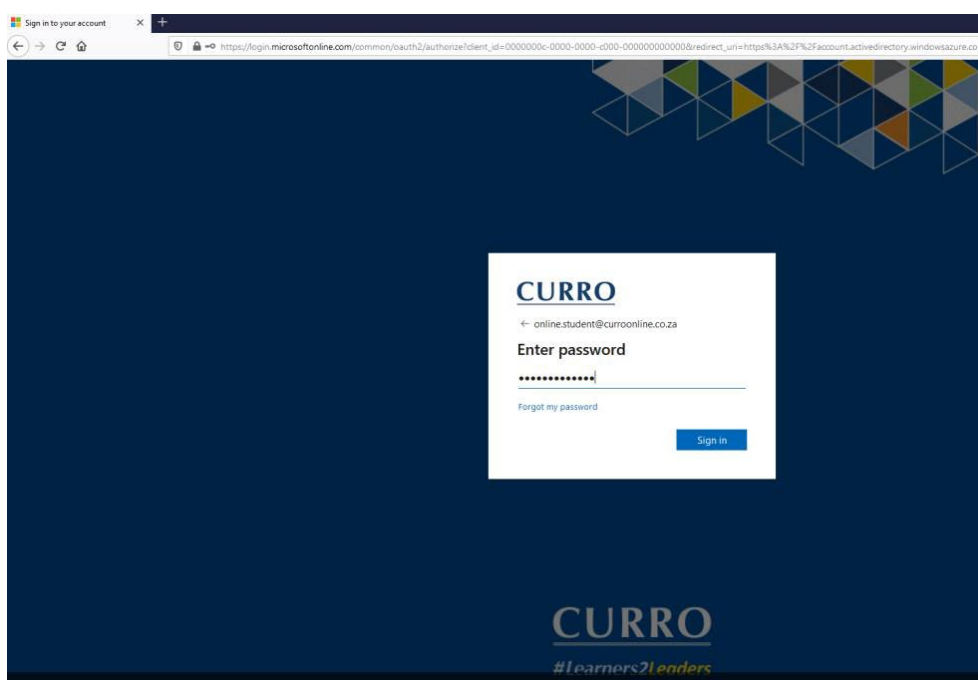 Sign in to your account
https://login.microsoftonline.com/common/oauth2/authorize?client_id=0000000c-0000-0000-c000-000000000000&redirect_uri=https%3A%2F%2Faccount.activedirectory.windowsazure.co
CURRO
← online.student@curroonline.co.za
Enter password
•••••••••••••
Forgot my password
Sign in
CURRO
#Learners2Leaders